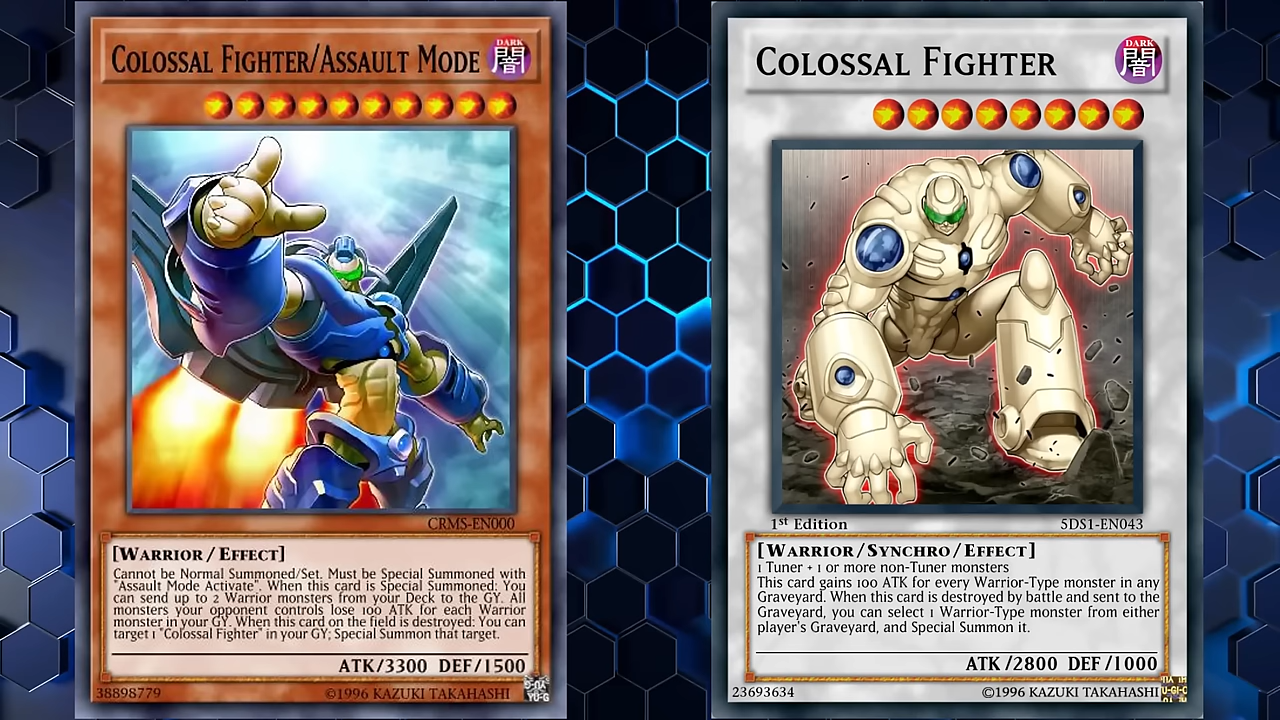 COLOSSAL FIGHTER/ASSAULT MODE
DARK
闇
CRMS-EN000
[WARRIOR/EFFECT]
Cannot be Normal Summoned/Set. Must be Special Summoned with
"Assault Mode Activate". When this card is Special Summoned: You
can send up to 2 Warrior monsters from your Deck to the GY. All
monsters your opponent controls lose 100 ATK for each Warrior
monster in your GY. When this card on the field is destroyed: You can
target 1 "Colossal Fighter" in your GY; Special Summon that target.
ATK/3300 DEF/1500
38898779
©1996 KAZUKI TAKAHASHI
COLOSSAL FIGHTER
DARK
闇
1st Edition
5DS1-EN043
[WARRIOR/SYNCHRO/EFFECT]
1 Tuner + 1 or more non-Tuner monsters
This card gains 100 ATK for every Warrior-Type monster in any
Graveyard. When this card is destroyed by battle and sent to the
Graveyard, you can select 1 Warrior-Type monster from either
player's Graveyard, and Special Summon it.
ATK/2800 DEF/1000
23693634
©1996 KAZUKI TAKAHASHI